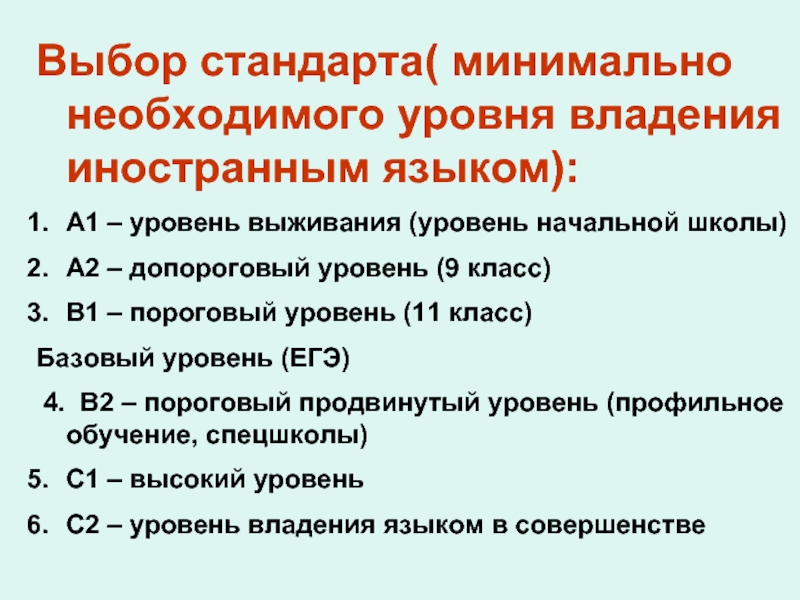 Выбор стандарта( минимально
необходимого уровня владения
иностранным языком):
1. А1 – уровень выживания (уровень начальной школы)
2. А2 – допороговый уровень (9 класс)
3. В1 – пороговый уровень (11 класс)
Базовый уровень (ЕГЭ)
4. В2 – пороговый продвинутый уровень (профильное
обучение, спецшколы)
5. С1 – высокий уровень
6. С2 – уровень владения языком в совершенстве